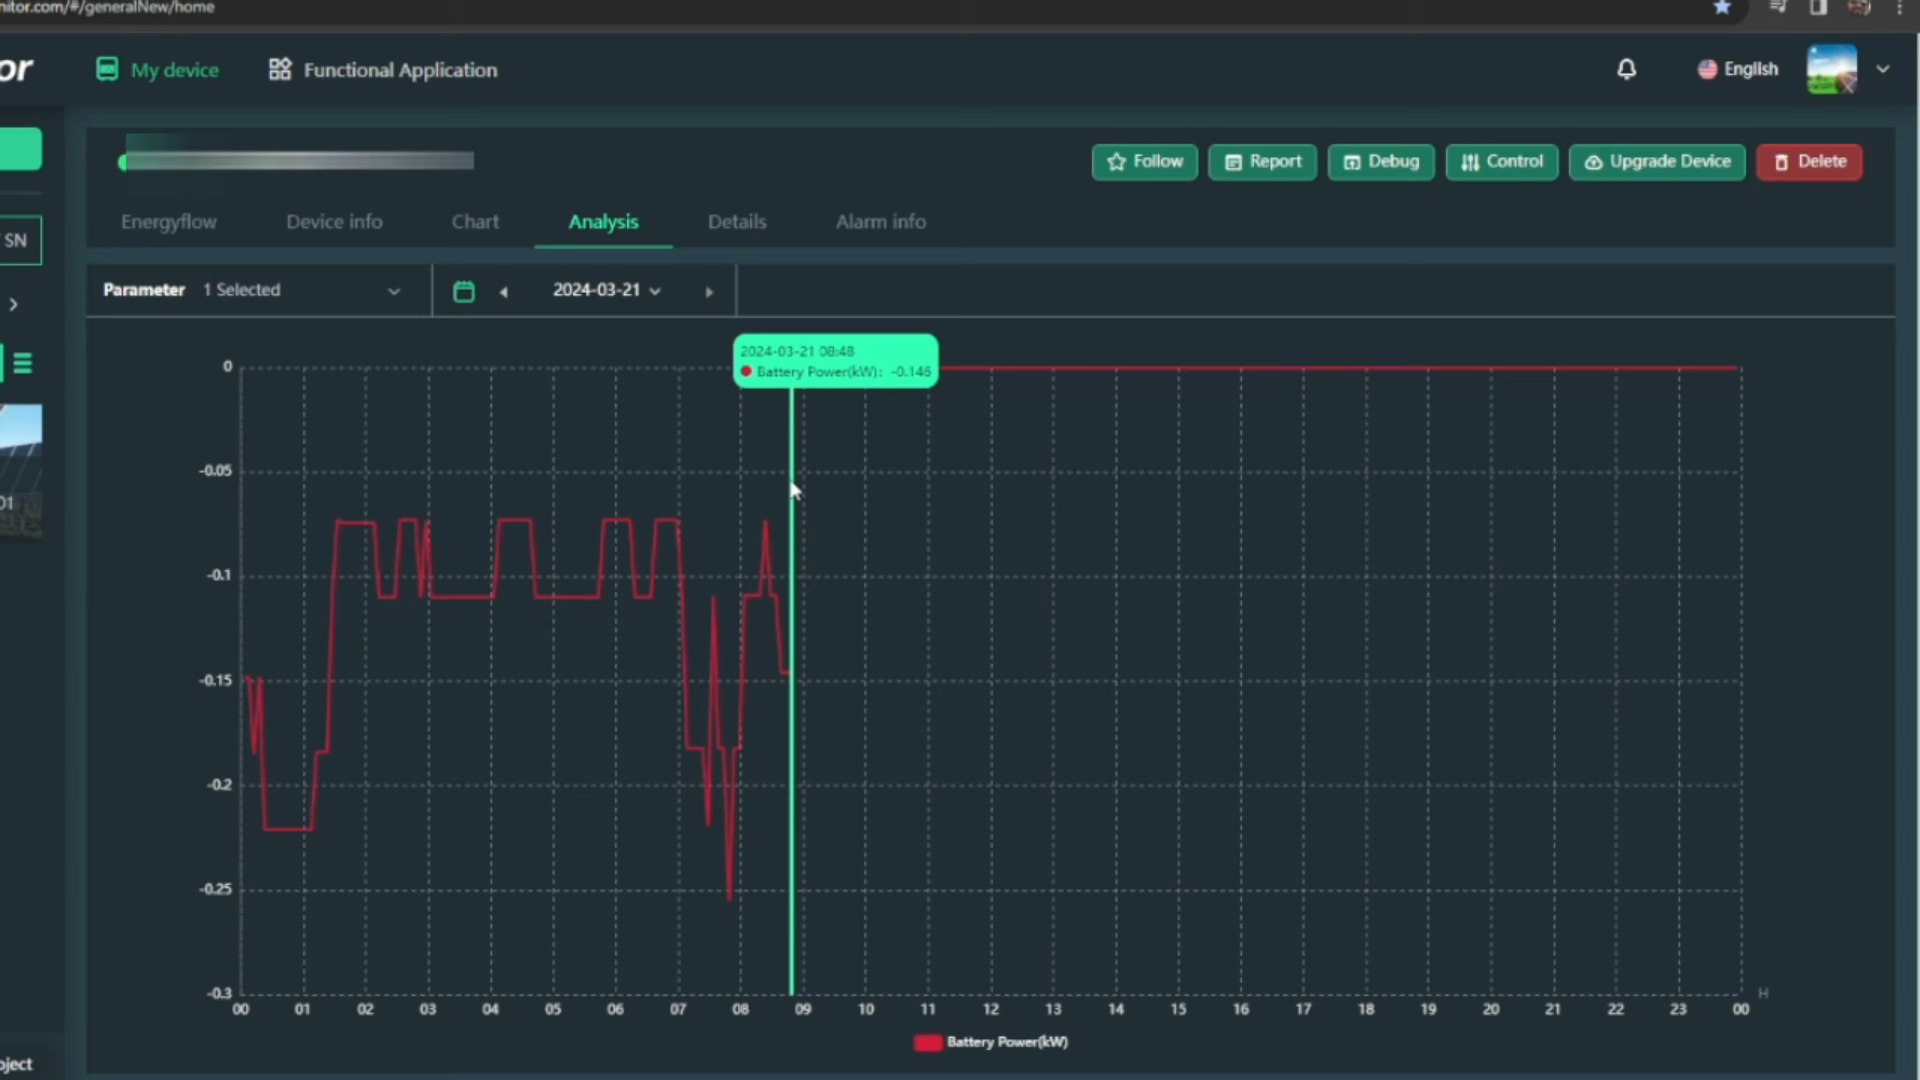 nitor.com/#/generalNew/home
or
My device
Functional Application
English
Follow
Report
Debug
Control
Upgrade Device
Delete
Energyflow
Device info
Chart
Analysis
Details
Alarm info
SN
Parameter 1 Selected
2024-03-21
2024-03-21 08:48
Battery Power(kW): -0.146
0
-0.05
-0.1
-0.15
-0.2
-0.25
-0.3
01
00 01 02 03 04 05 06 07 08 09 10 11 12 13 14 15 16 17 18 19 20 21 22 23 00 H
Battery Power(kW)
oject